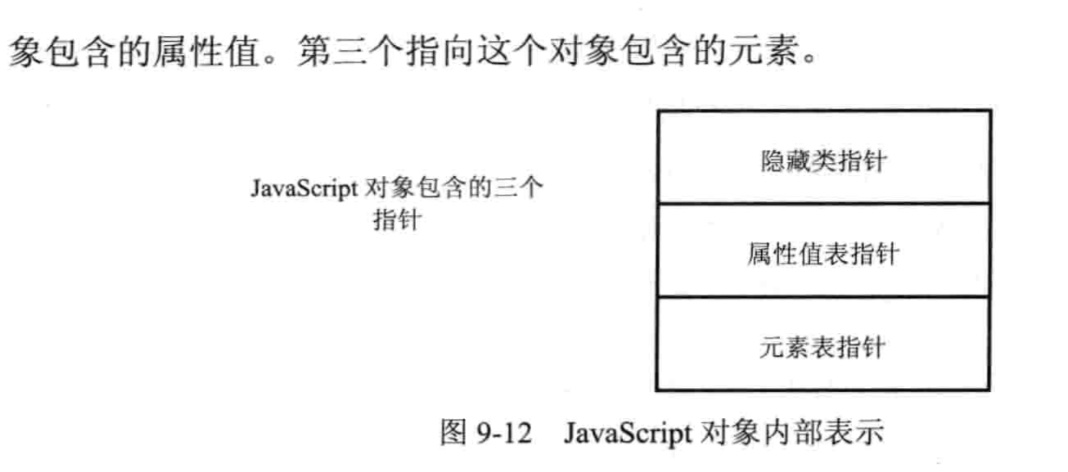 象包含的属性值。第三个指向这个对象包含的元素。
JavaScript 对象包含的三个
指针
隐藏类指针
属性值表指针
元素表指针
图 9-12 JavaScript 对象内部表示